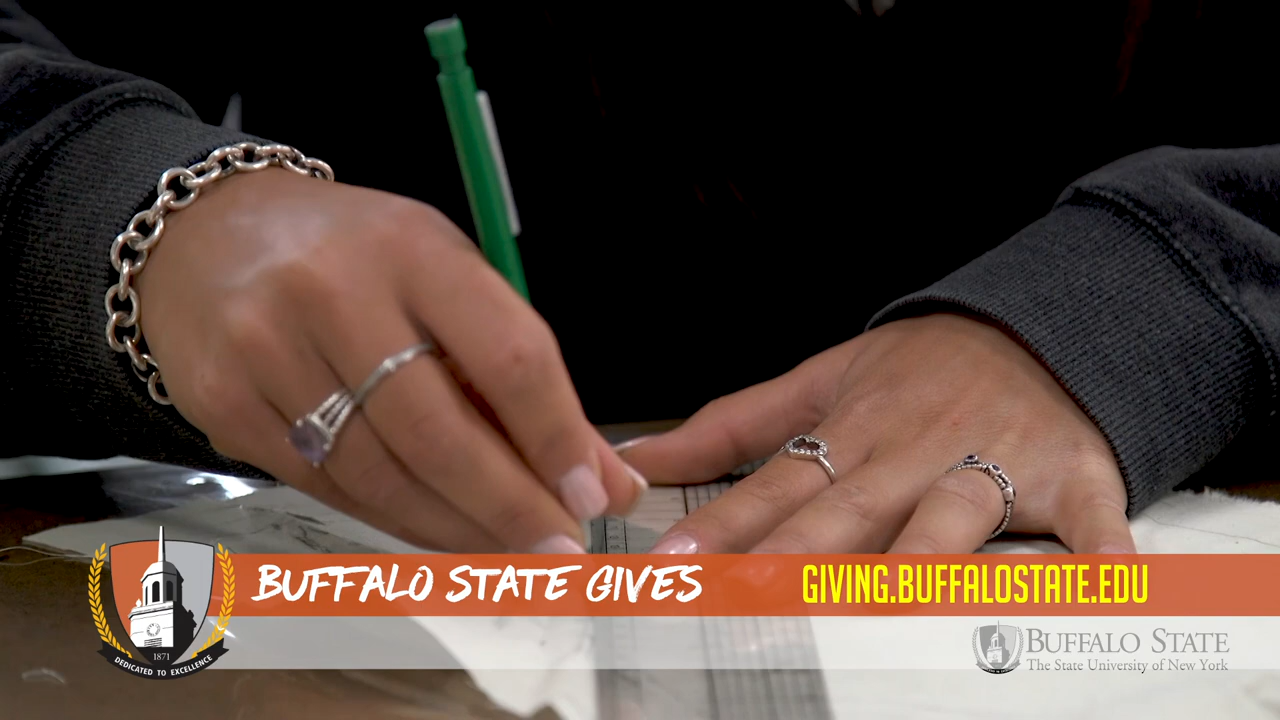 BUFFALO STATE GIVES
GIVING.BUFFALOSTATE.EDU
1871
DEDICATED TO EXCELLENCE
BUFFALO STATE
The State University of New York